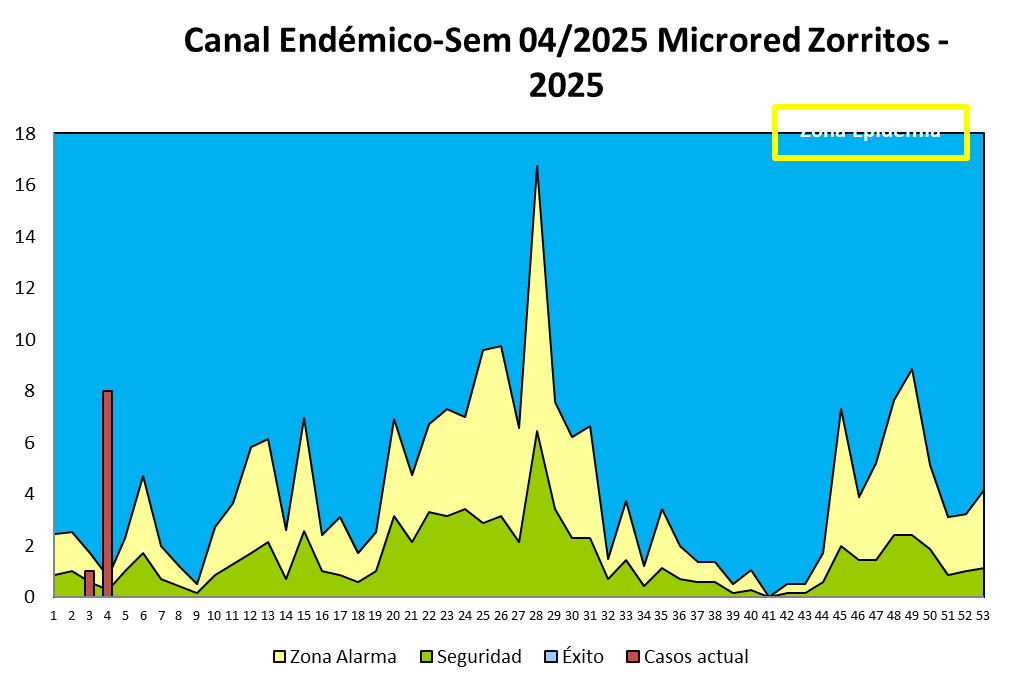 Canal Endémico-Sem 04/2025 Microred Zorritos -
2025
Zona Epidemia
18
16
14
12
10
8
6
4
2
0
1 2 3 4 5 6 7 8 9 10 11 12 13 14 15 16 17 18 19 20 21 22 23 24 25 26 27 28 29 30 31 32 33 34 35 36 37 38 39 40 41 42 43 44 45 46 47 48 49 50 51 52 53
Zona Alarma Seguridad Éxito Casos actual